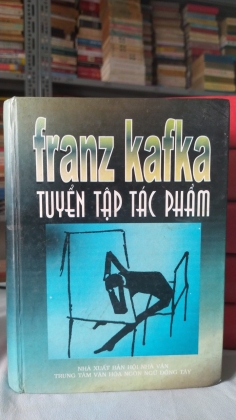 franz kafka
TUYỂN TẬP TÁC PHẨM
NHÀ XUẤT BẢN HỘI NHÀ VĂN
TRUNG TÂM VĂN HÓA NGÔN NGỮ ĐÔNG TÂY